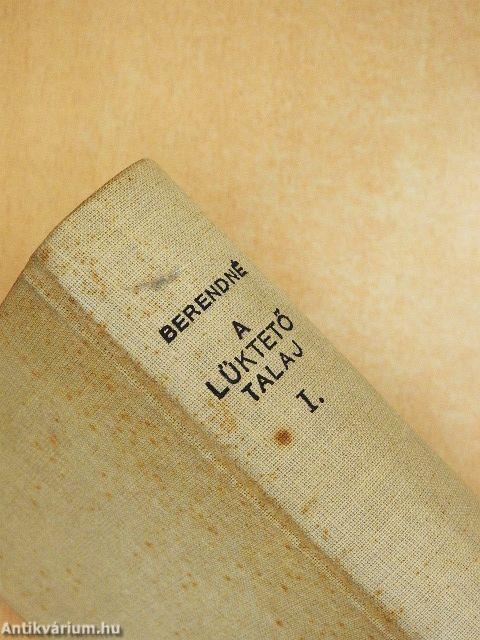 BERENDNÉ
A
LÜKTETŐ
TALAJ
I.
Antikvárium.hu